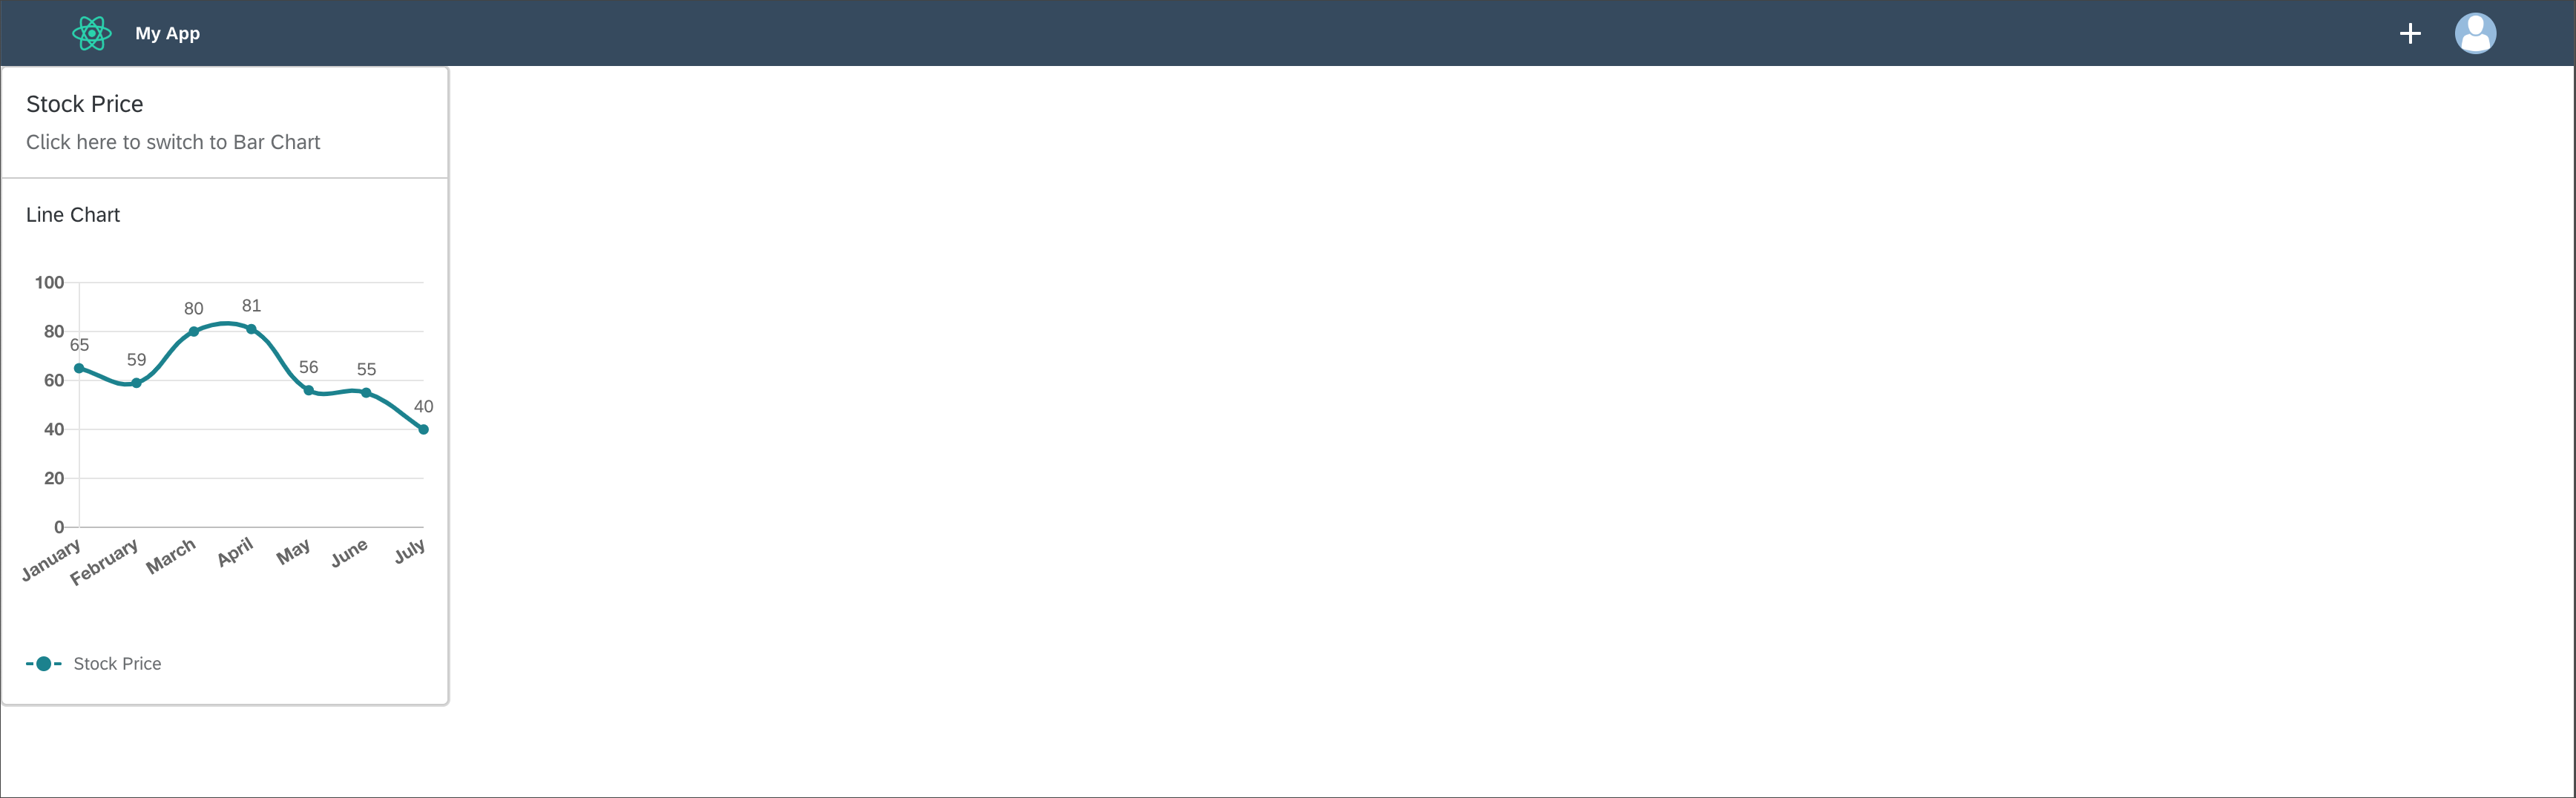 My App
Stock Price
Click here to switch to Bar Chart
Line Chart
100
80
60
40
20
0
65
59
80
81
56
55
40
January
February
March
April
May
June
July
Stock Price